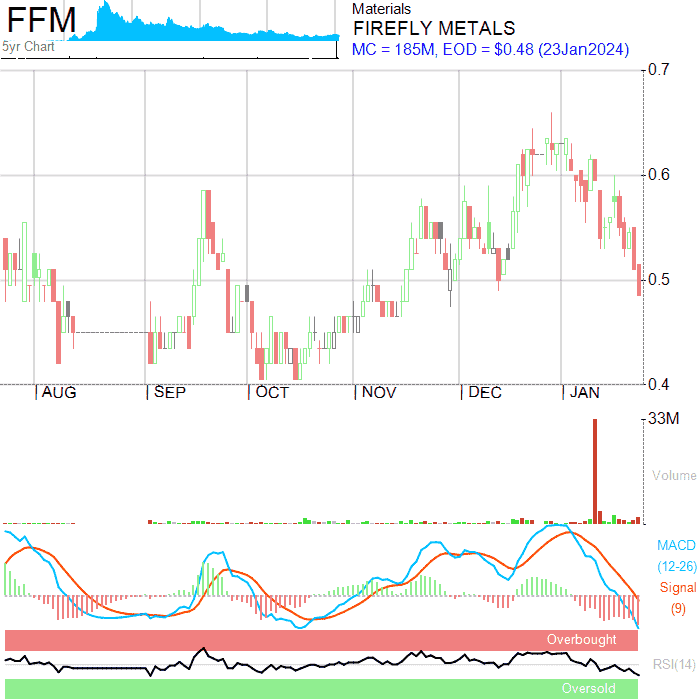 FFM
5yr Chart
Materials
FIREFLY METALS
MC = 185M, EOD = $0.48 (23Jan2024)
0.7
0.6
0.5
0.4
AUG
SEP
OCT
NOV
DEC
JAN
33M
Volume
MACD
(12-26)
Signal
(9)
Overbought
RSI(14)
Oversold